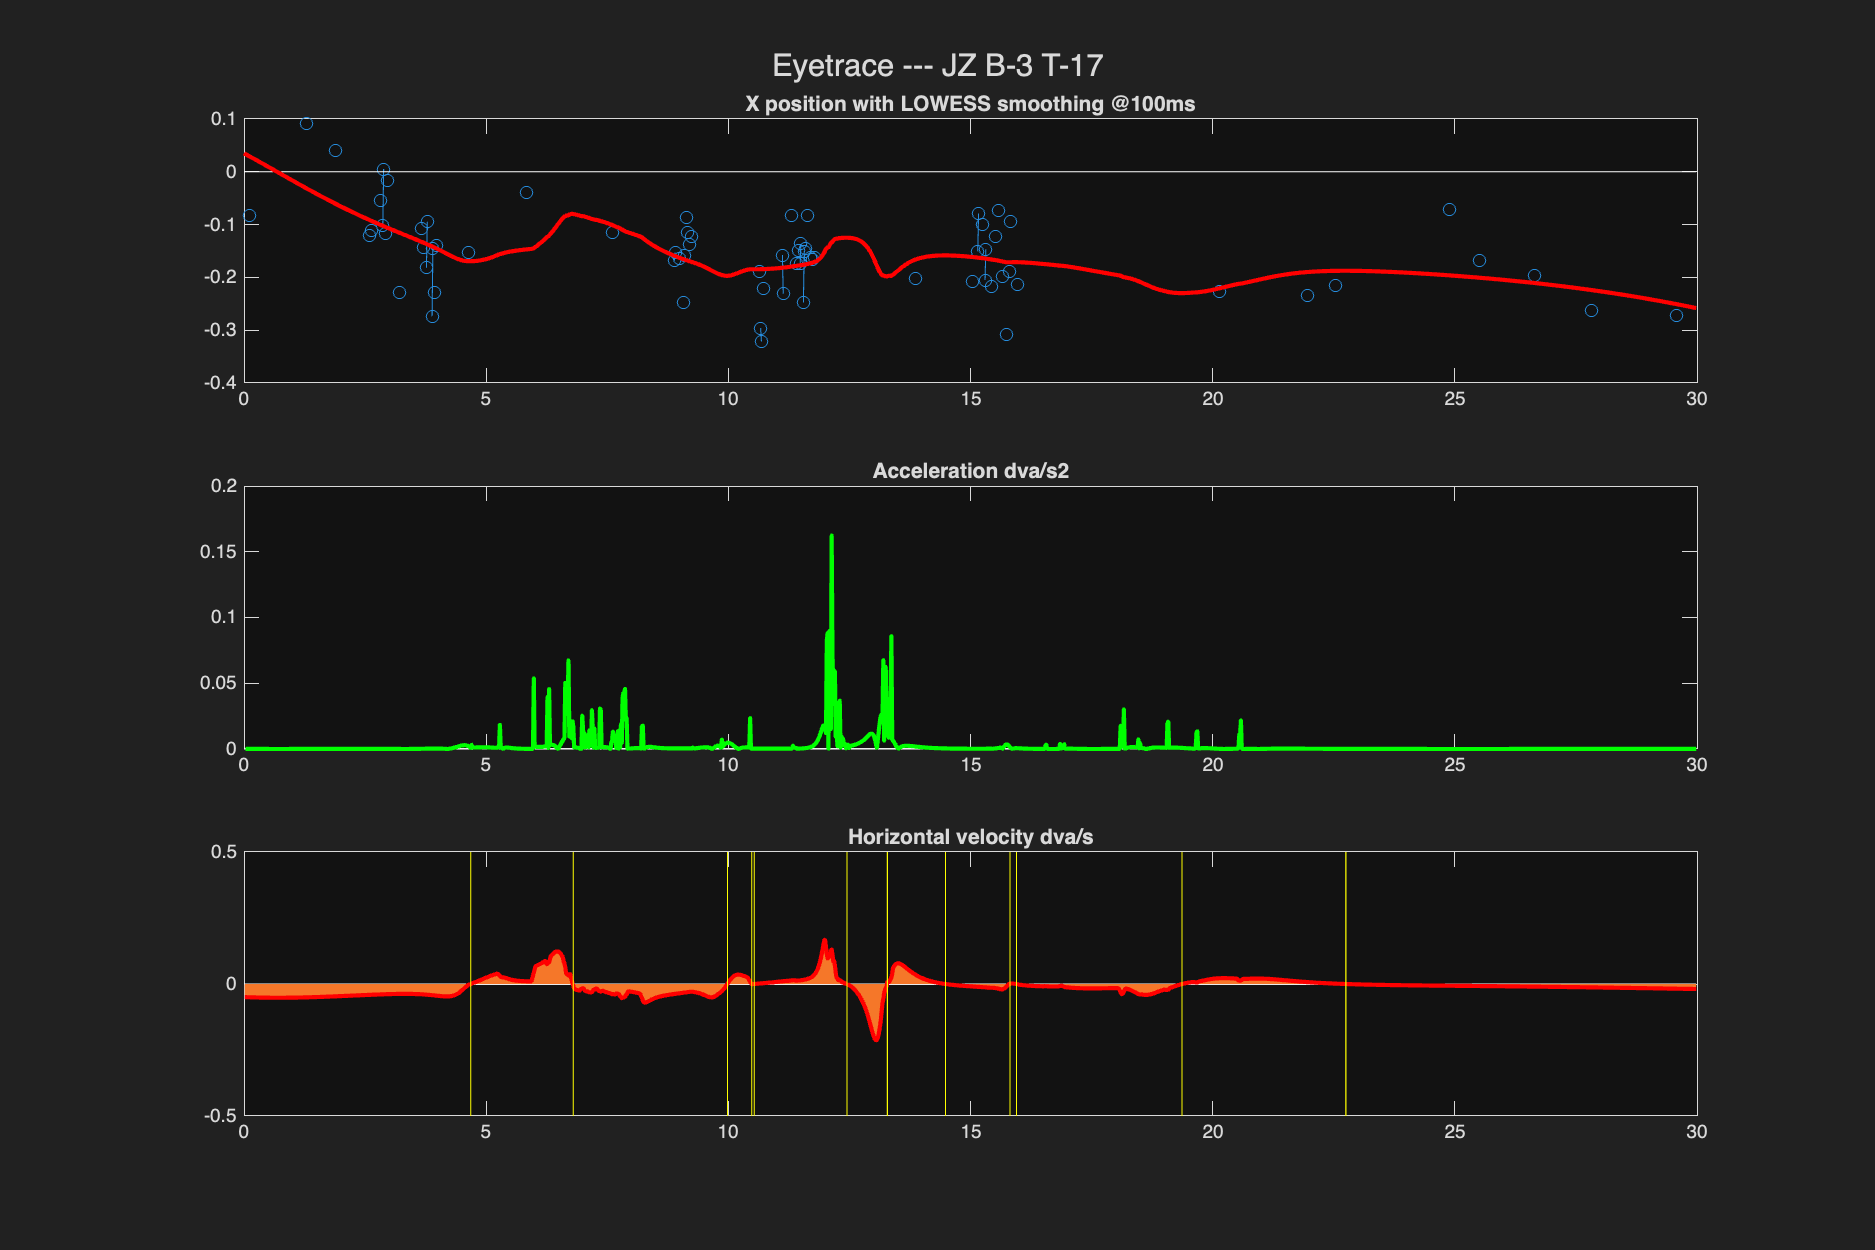 Eyetrace --- JZ B-3 T-17
X position with LOWESS smoothing @100ms
0.1
0
-0.1
-0.2
-0.3
-0.4
0 5 10 15 20 25 30
Acceleration dva/s2
0.2
0.15
0.1
0.05
0
0 5 10 15 20 25 30
Horizontal velocity dva/s
0.5
0
-0.5
0 5 10 15 20 25 30